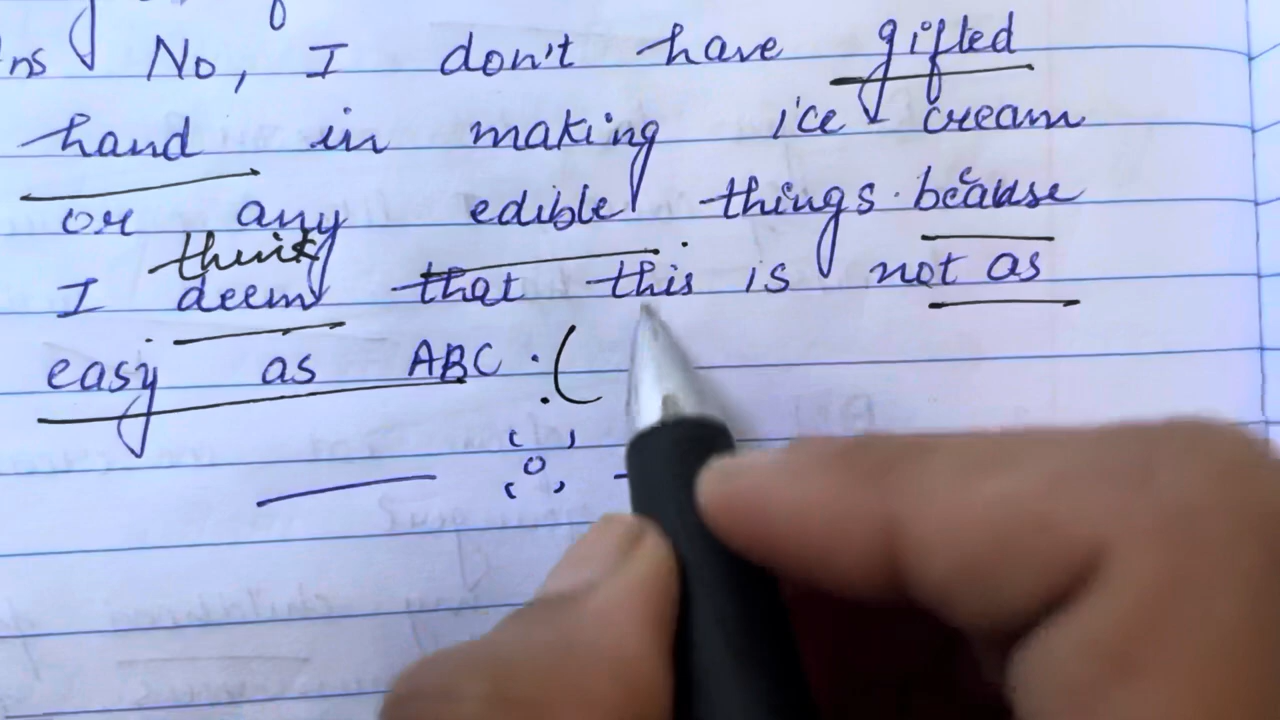 ns No, I don't have gifted
hand in making ice cream
or any edible things. because
think
I deem that this is not as
easy as ABC. (